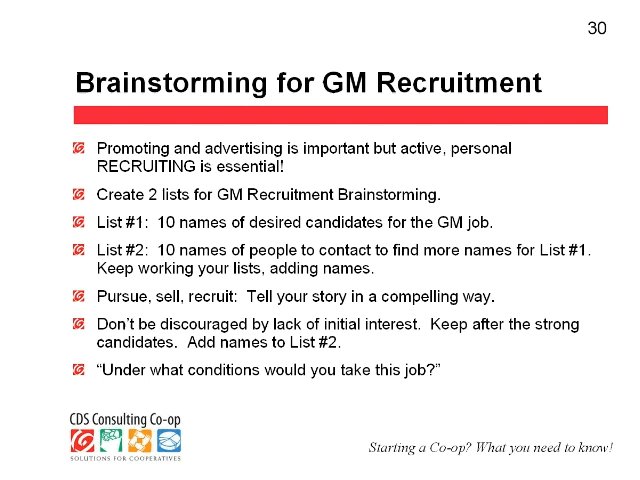 30
Brainstorming for GM Recruitment
Promoting and advertising is important but active, personal
RECRUITING is essential!
Create 2 lists for GM Recruitment Brainstorming.
List #1:  10 names of desired candidates for the GM job.
List #2:  10 names of people to contact to find more names for List #1.
Keep working your lists, adding names.
Pursue, sell, recruit:  Tell your story in a compelling way.
Don't be discouraged by lack of initial interest.  Keep after the strong
candidates.  Add names to List #2.
“Under what conditions would you take this job?”
CDS Consulting Co-op
SOLUTIONS FOR COOPERATIVES
Starting a Co-op? What you need to know!